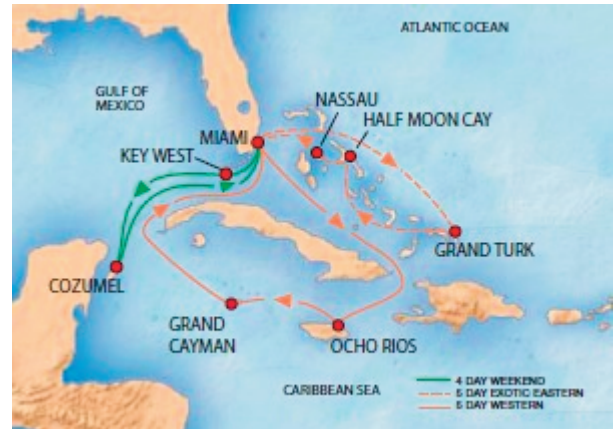 ATLANTIC OCEAN
GULF OF
MEXICO
NASSAU
HALF MOON CAY
MIAMI
KEY WEST
GRAND TURK
COZUMEL
GRAND
CAYMAN
OCHO RIOS
CARIBBEAN SEA
4 DAY WEEKEND
5 DAY EXOTIC EASTERN
5 DAY WESTERN